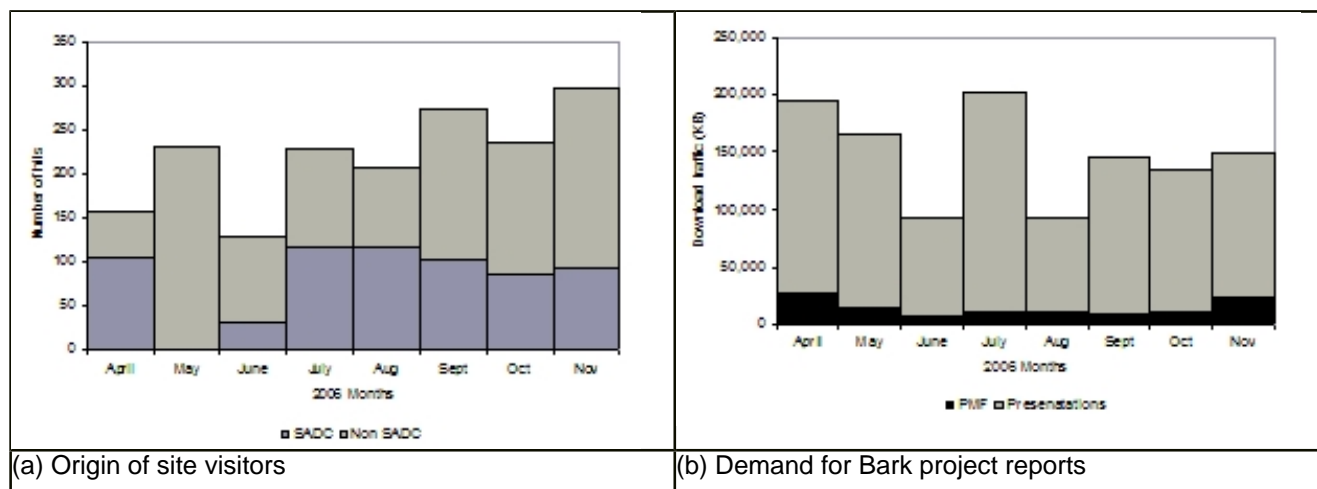 350
300
250
200
150
100
50
0
Number of hits
April May June July Aug Sept Oct Nov
2006 Months
SADC Non SADC
(a) Origin of site visitors
250,000
200,000
150,000
100,000
50,000
0
Download traffic (KB)
April May June July Aug Sept Oct Nov
2006 Months
PMF Presenatations
(b) Demand for Bark project reports